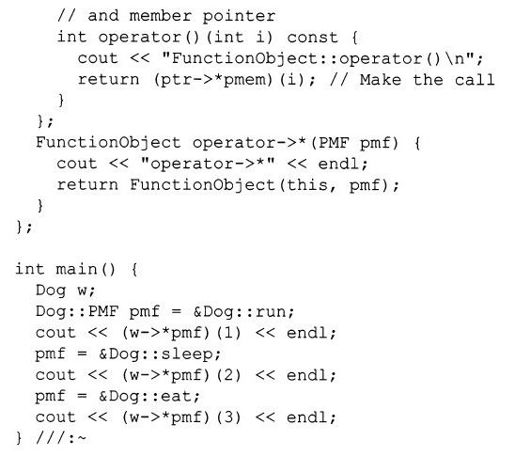 // and member pointer
int operator()(int i) const {
cout << "FunctionObject::operator()\n";
return (ptr->*pmem)(i); // Make the call
}
};
FunctionObject operator->*(PMF pmf) {
cout << "operator->*" << endl;
return FunctionObject(this, pmf);
}
};
int main() {
Dog w;
Dog::PMF pmf = &Dog::run;
cout << (w->*pmf)(1) << endl;
pmf = &Dog::sleep;
cout << (w->*pmf)(2) << endl;
pmf = &Dog::eat;
cout << (w->*pmf)(3) << endl;
} ///:~